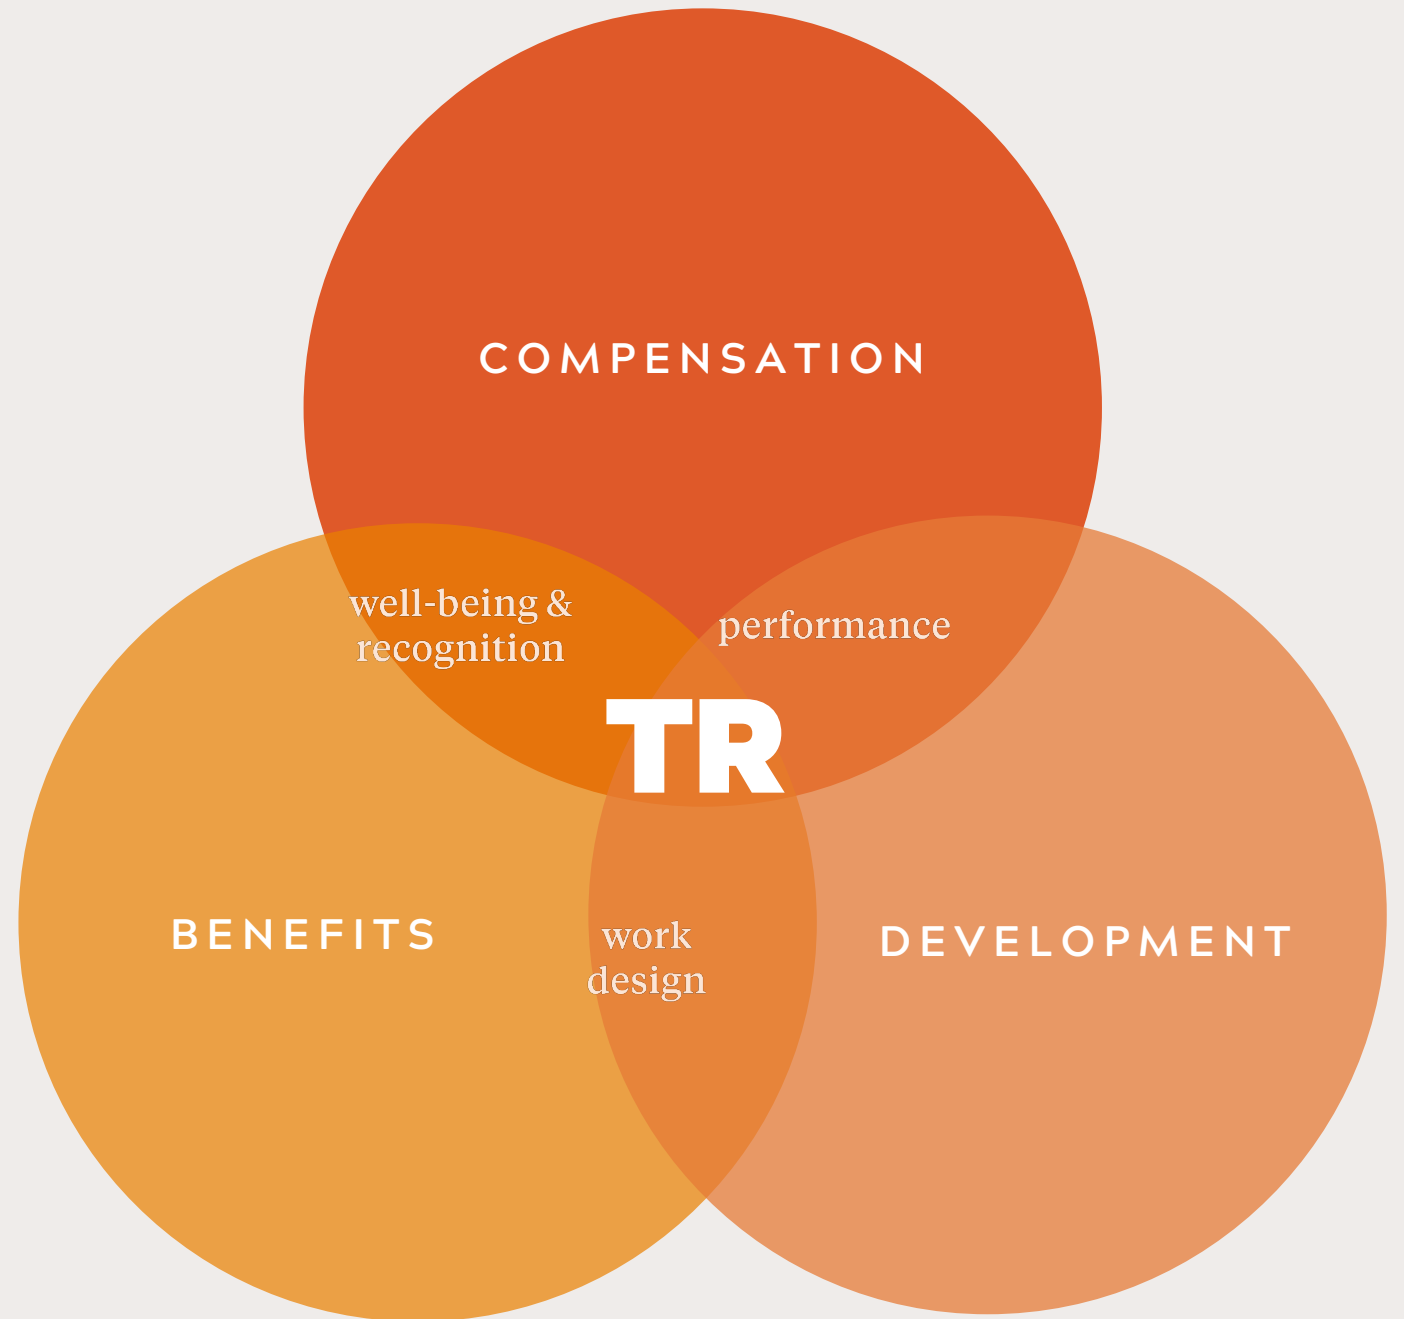 COMPENSATION
well-being &
recognition
performance
TR
BENEFITS
work
design
DEVELOPMENT